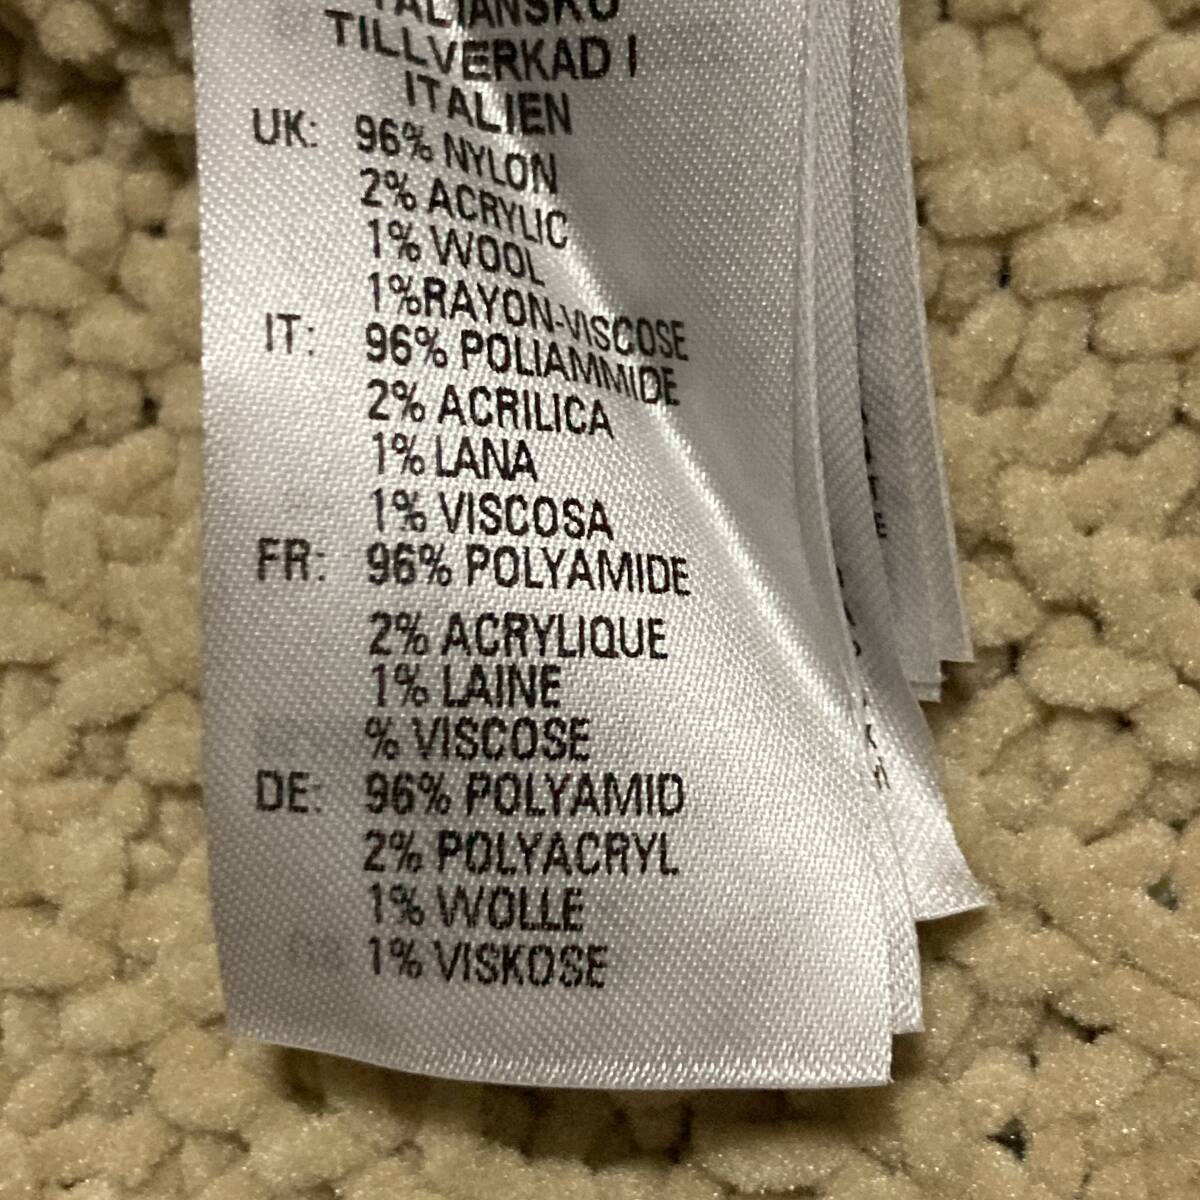 TALIANSKO
TILLVERKAD I
ITALIEN
UK: 96% NYLON
2% ACRYLIC
1% WOOL
1%RAYON-VISCOSE
IT: 96% POLIAMMIDE
2% ACRILICA
1% LANA
1% VISCOSA
FR: 96% POLYAMIDE
2% ACRYLIQUE
1% LAINE
% VISCOSE
DE: 96% POLYAMID
2% POLYACRYL
1% WOLLE
1% VISKOSE